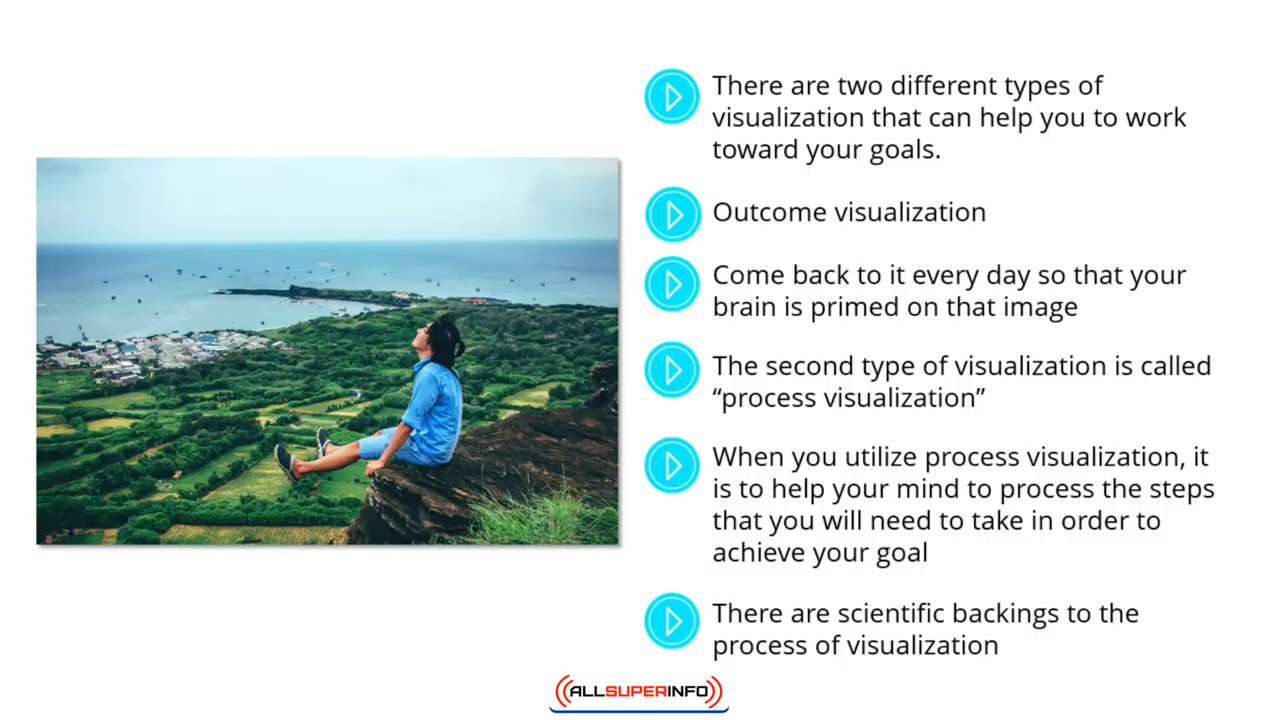 There are two different types of
visualization that can help you to work
toward your goals.
Outcome visualization
Come back to it every day so that your
brain is primed on that image
The second type of visualization is called
“process visualization”
When you utilize process visualization, it
is to help your mind to process the steps
that you will need to take in order to
achieve your goal
There are scientific backings to the
process of visualization
ALLSUPERINFO